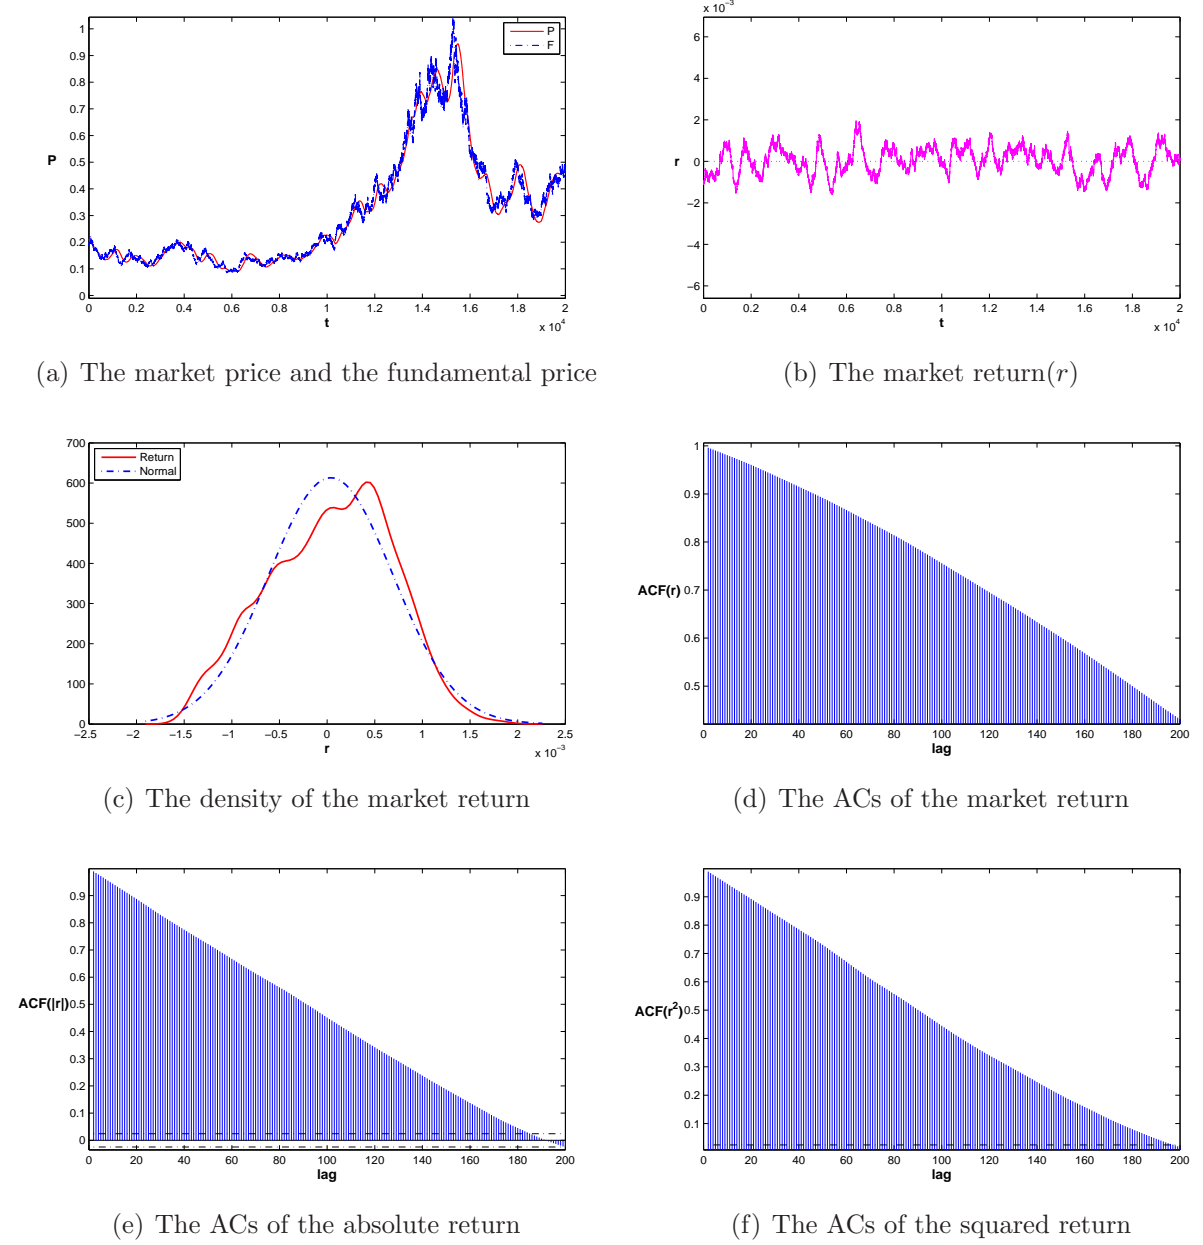 1
0.9
0.8
0.7
0.6
0.5
0.4
0.3
0.2
0.1
0
P
P
F
0 0.2 0.4 0.6 0.8 1 1.2 1.4 1.6 1.8 2
t
x 10⁴
(a) The market price and the fundamental price
x 10⁻³
6
4
2
0
−2
−4
−6
r
0 0.2 0.4 0.6 0.8 1 1.2 1.4 1.6 1.8 2
t
x 10⁴
(b) The market return(r)
700
600
500
400
300
200
100
0
Return
Normal
−2.5 −2 −1.5 −1 −0.5 0 0.5 1 1.5 2 2.5
r
x 10⁻³
(c) The density of the market return
1
0.9
0.8
0.7
0.6
0.5
ACF(r)
0 20 40 60 80 100 120 140 160 180 200
lag
(d) The ACs of the market return
0.9
0.8
0.7
0.6
0.5
0.4
0.3
0.2
0.1
0
ACF(|r|)
0 20 40 60 80 100 120 140 160 180 200
lag
(e) The ACs of the absolute return
0.9
0.8
0.7
0.6
0.5
0.4
0.3
0.2
0.1
ACF(r²)
0 20 40 60 80 100 120 140 160 180 200
lag
(f) The ACs of the squared return